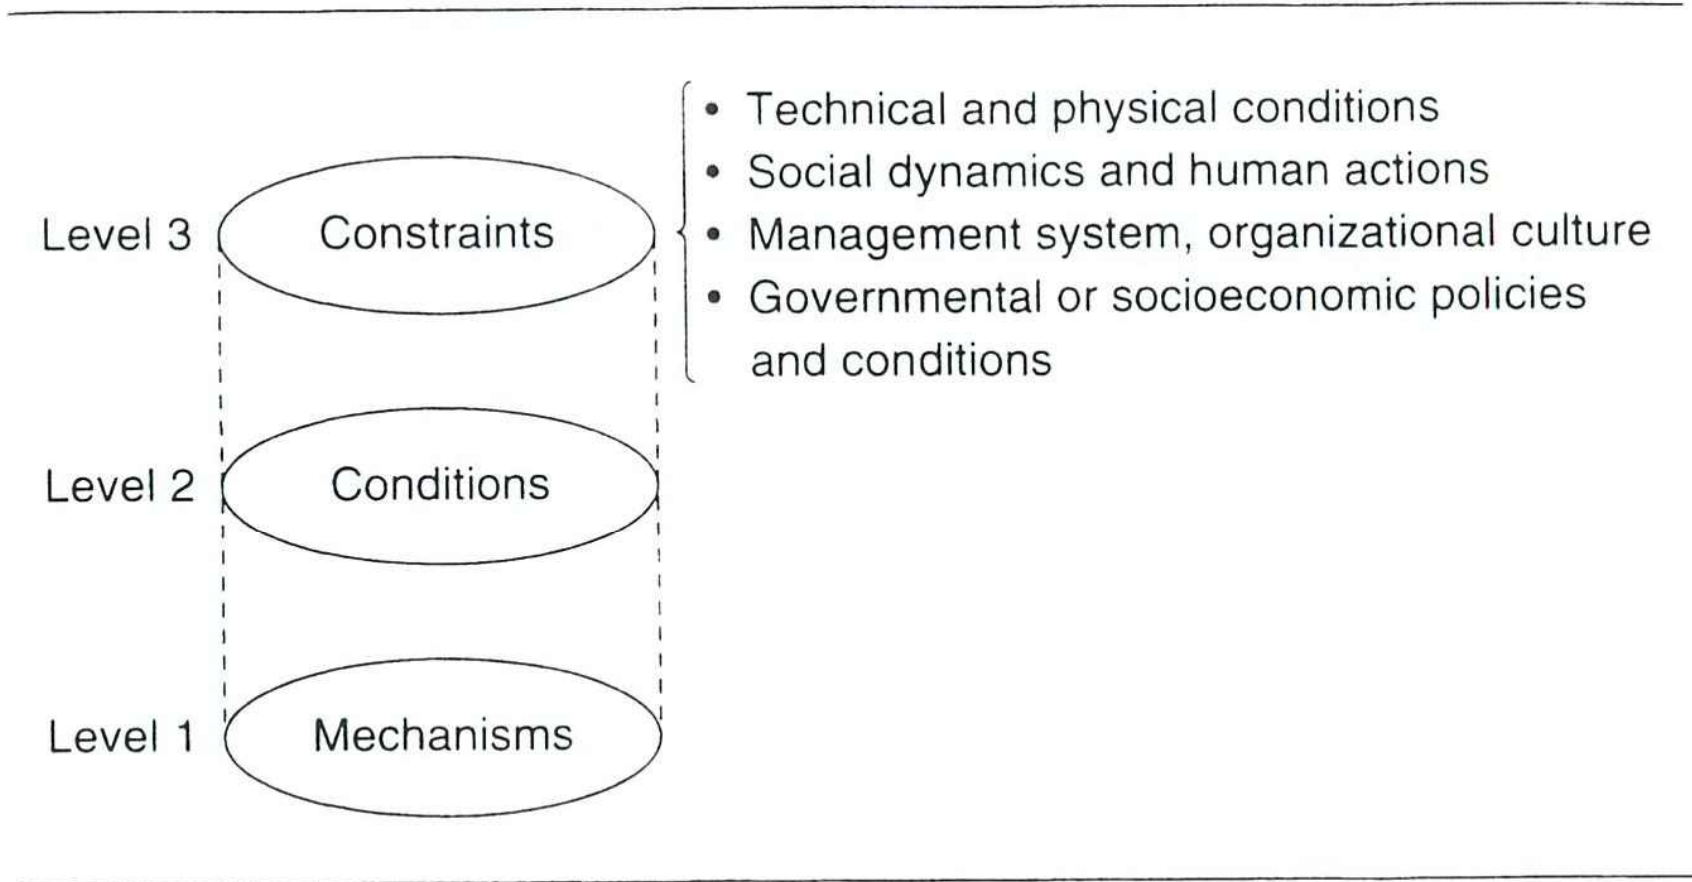 • Technical and physical conditions
• Social dynamics and human actions
Level 3 Constraints
• Management system, organizational culture
• Governmental or socioeconomic policies
and conditions
Level 2 Conditions
Level 1 Mechanisms